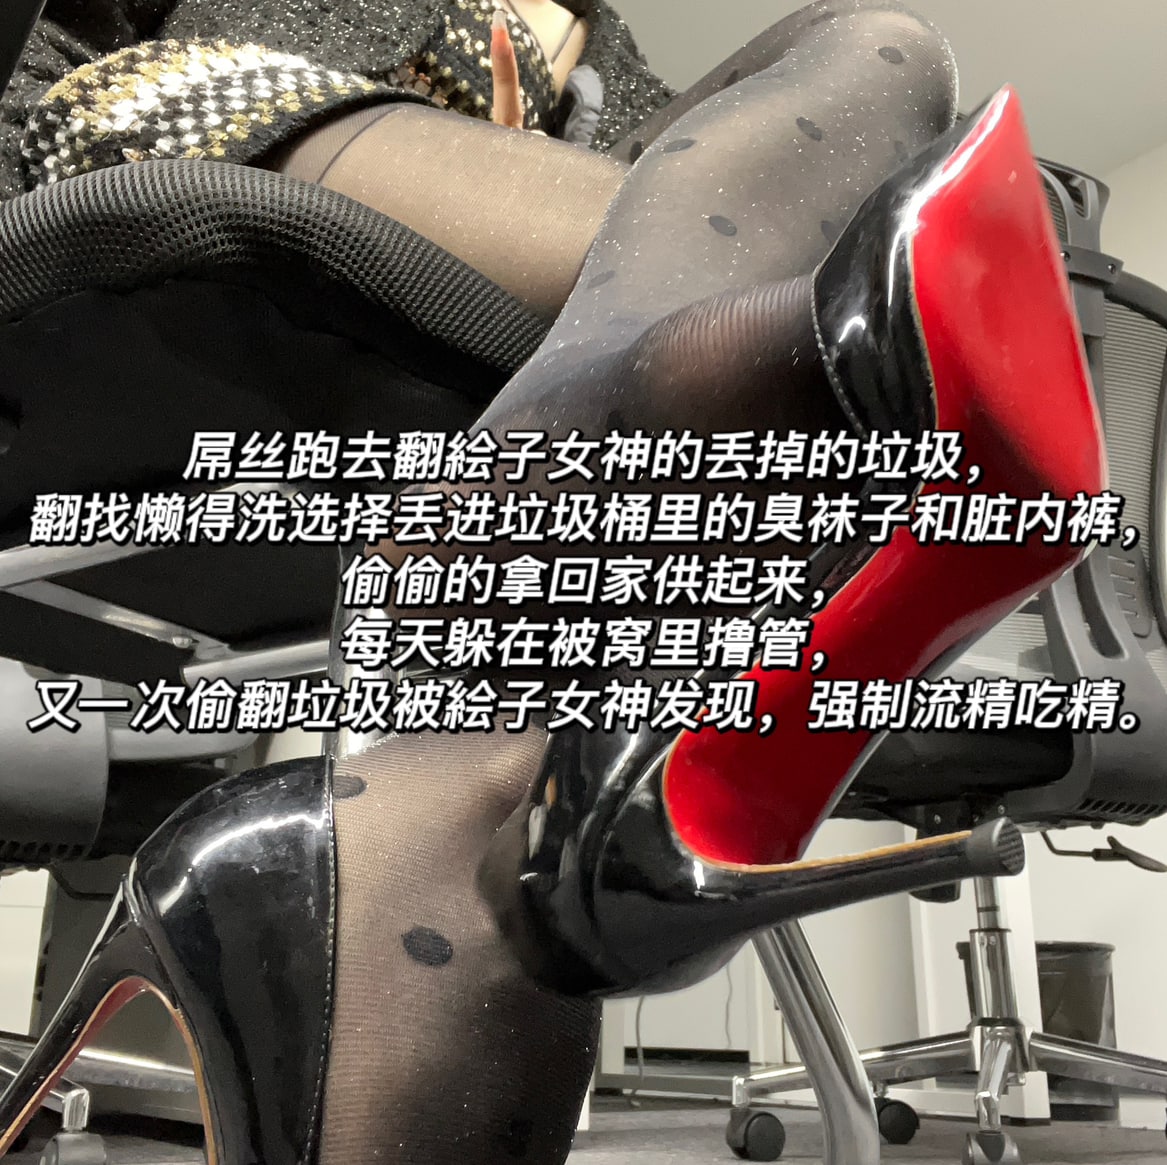 屌丝跑去翻絵子女神的丢掉的垃圾，
翻找懒得洗选择丢进垃圾桶里的臭袜子和脏内裤，
偷偷的拿回家供起来，
每天躲在被窝里撸管，
又一次偷翻垃圾被絵子女神发现，强制流精吃精。